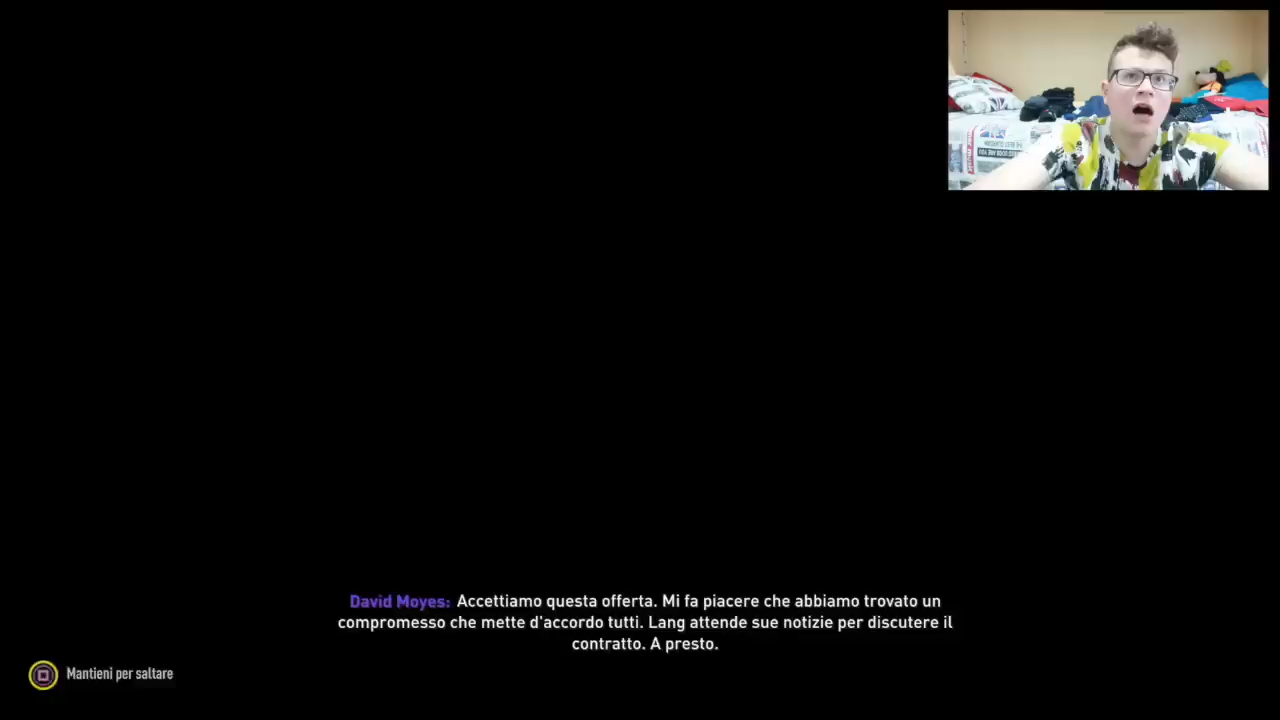 David Moyes: Accettiamo questa offerta. Mi fa piacere che abbiamo trovato un
compromesso che mette d'accordo tutti. Lang attende sue notizie per discutere il
contratto. A presto.
Mantieni per saltare